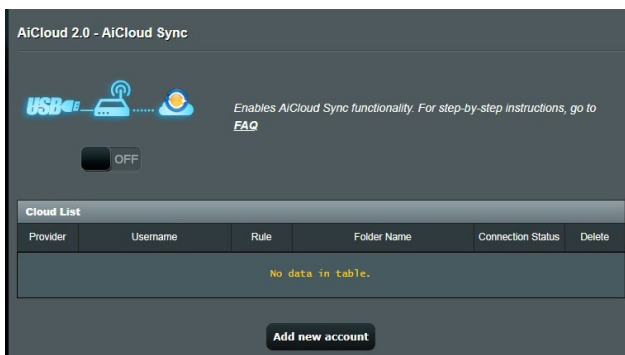 AiCloud 2.0 - AiCloud Sync
USB
Enables AiCloud Sync functionality. For step-by-step instructions, go to
FAQ
OFF
Cloud List
Provider Username Rule Folder Name Connection Status Delete
No data in table.
Add new account